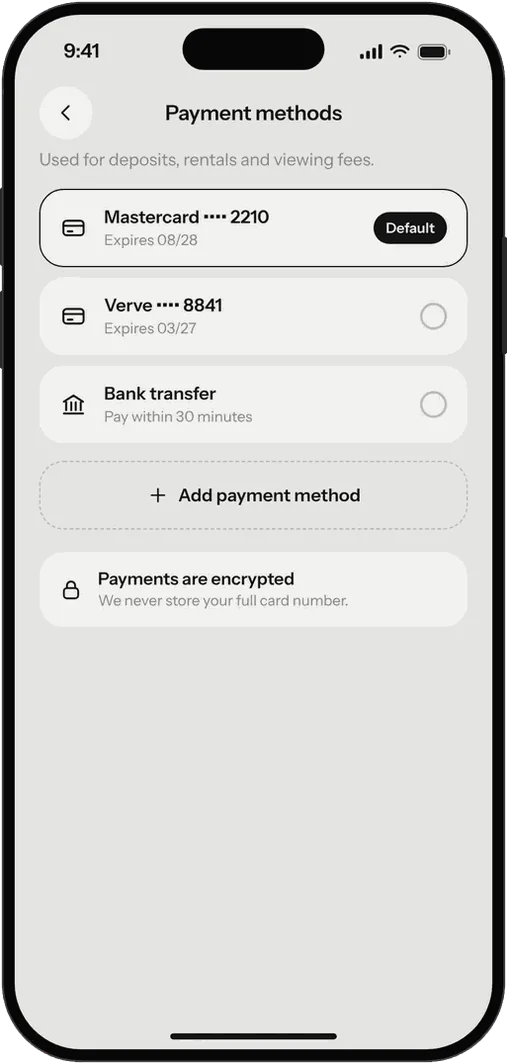 9:41
Payment methods
Used for deposits, rentals and viewing fees.
Mastercard •••• 2210
Expires 08/28
Default
Verve •••• 8841
Expires 03/27
Bank transfer
Pay within 30 minutes
+ Add payment method
Payments are encrypted
We never store your full card number.